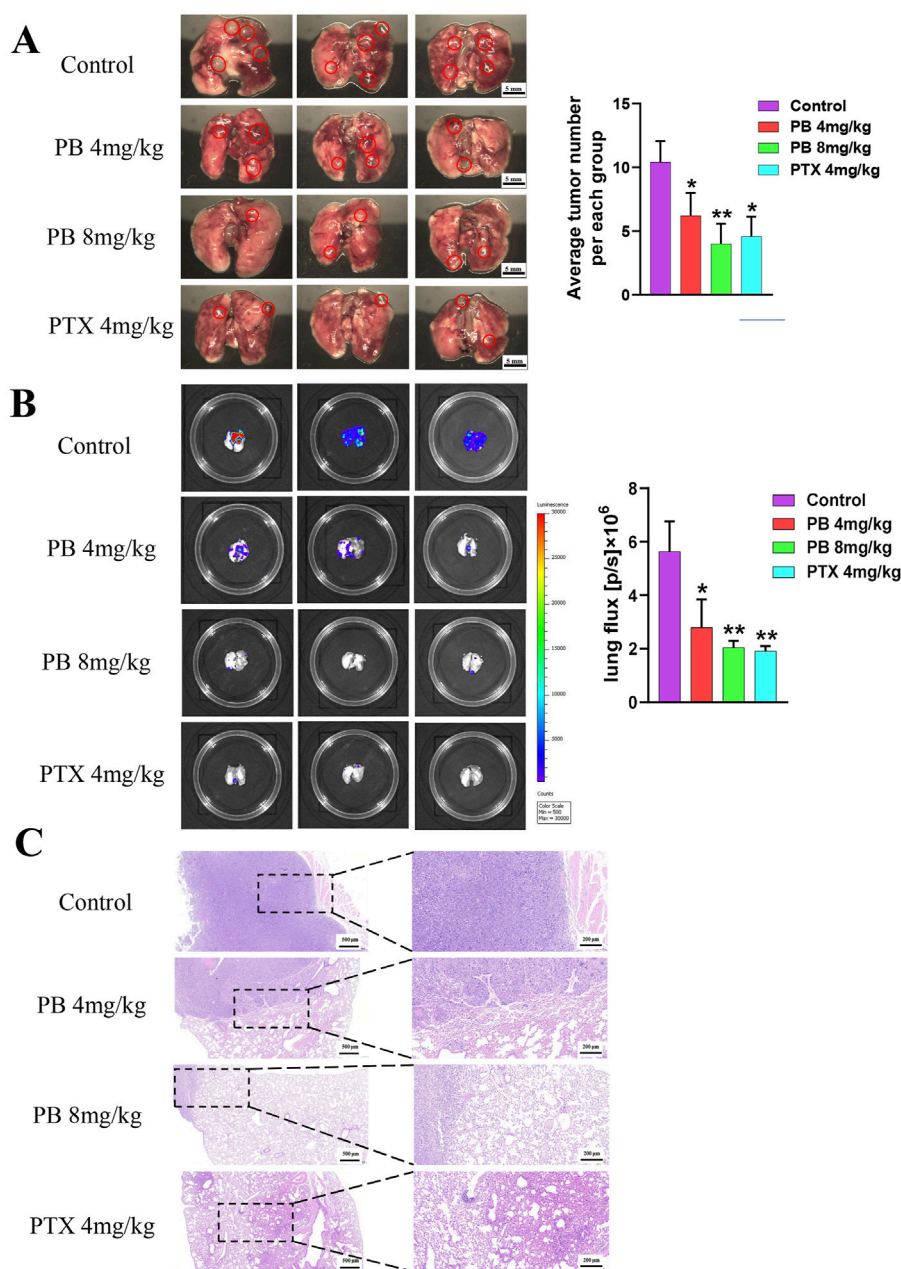 A
Control
5 mm
PB 4mg/kg
5 mm
PB 8mg/kg
5 mm
PTX 4mg/kg
5 mm
Average tumor number
per each group
15
10
5
0
*
**
*
Control
PB 4mg/kg
PB 8mg/kg
PTX 4mg/kg
B
Control
PB 4mg/kg
PB 8mg/kg
PTX 4mg/kg
Luminescence
30000
25000
20000
15000
10000
5000
Counts
Color Scale
Min = 500
Max = 30000
lung flux [p/s]×10⁶
8
6
4
2
0
*
**
**
Control
PB 4mg/kg
PB 8mg/kg
PTX 4mg/kg
C
Control
500 μm
200 μm
PB 4mg/kg
500 μm
200 μm
PB 8mg/kg
500 μm
200 μm
PTX 4mg/kg
500 μm
200 μm